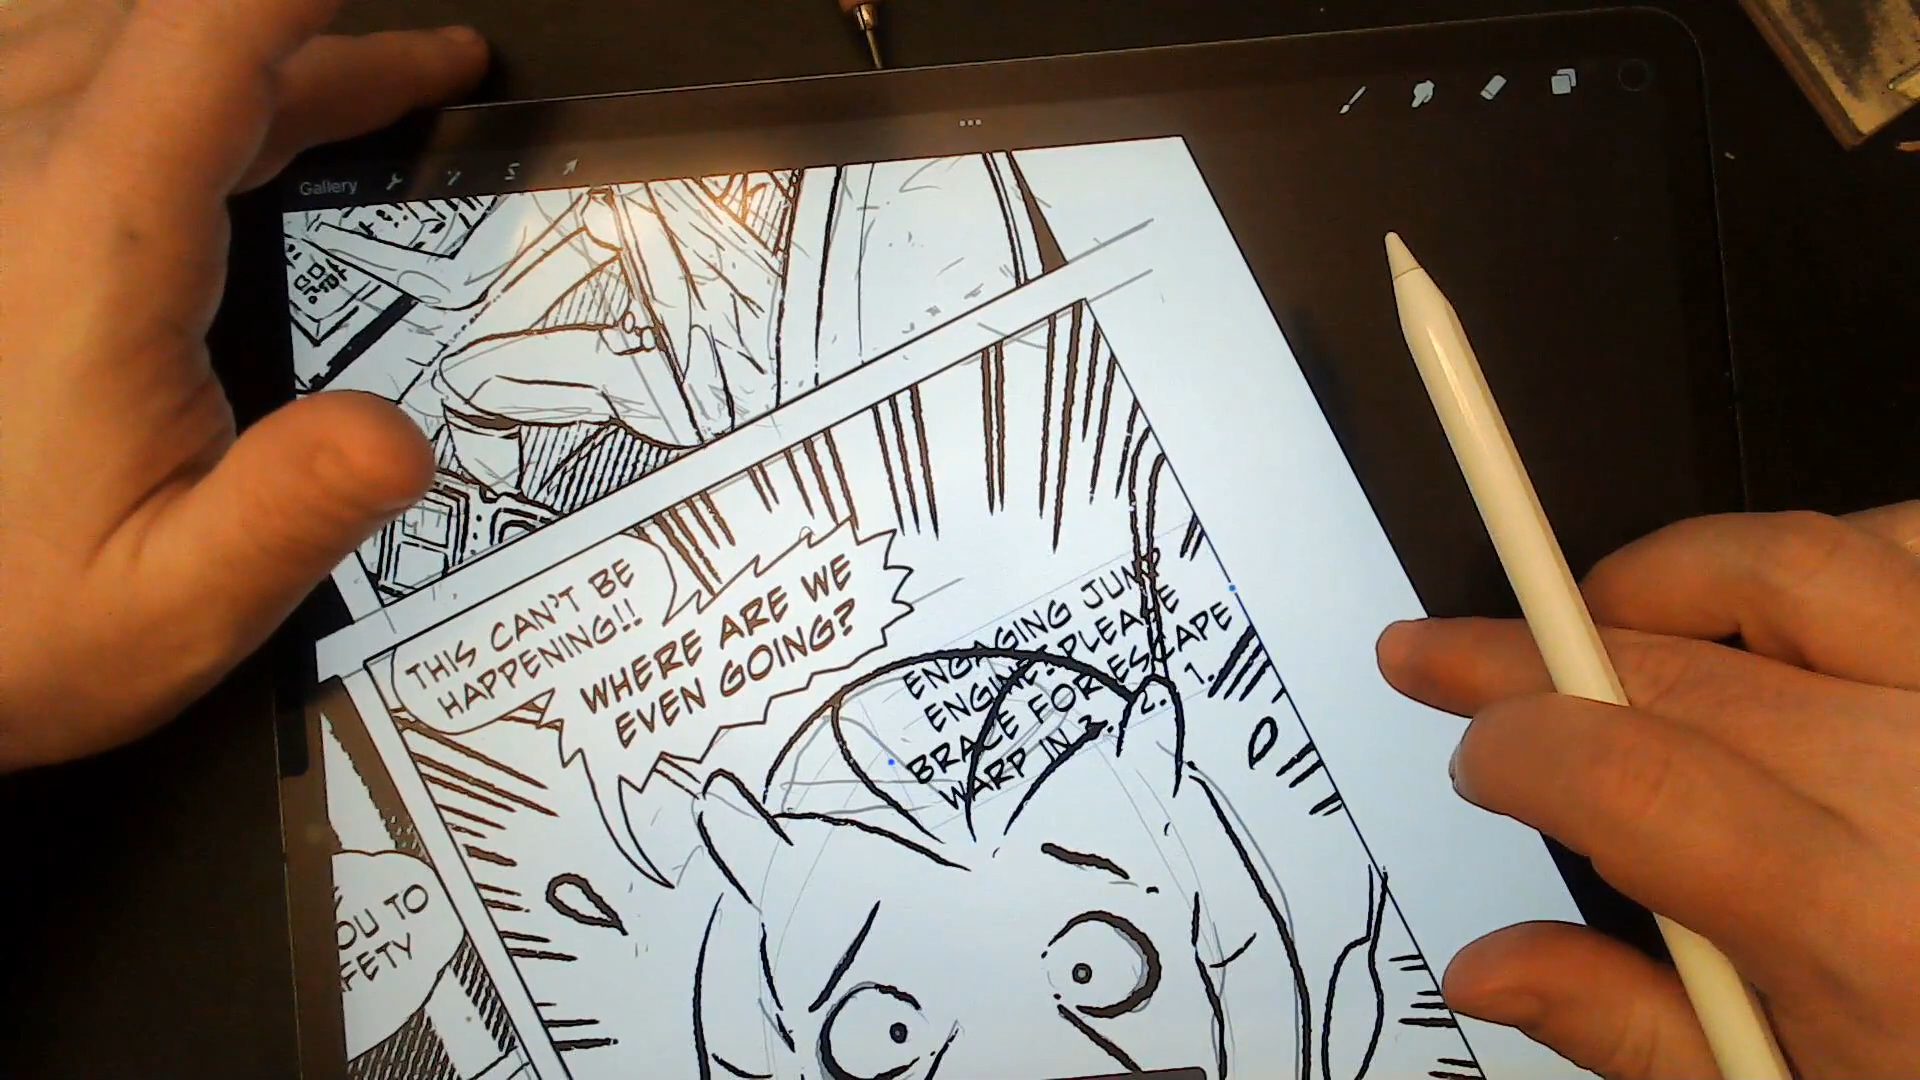 Gallery
THIS CAN'T BE
HAPPENING!!
WHERE ARE WE
EVEN GOING?
ENGAGING JUMP
ENGINE. PLEASE
BRACE FOR ESCAPE
WARP IN 3. 2. 1.
OU TO
FETY